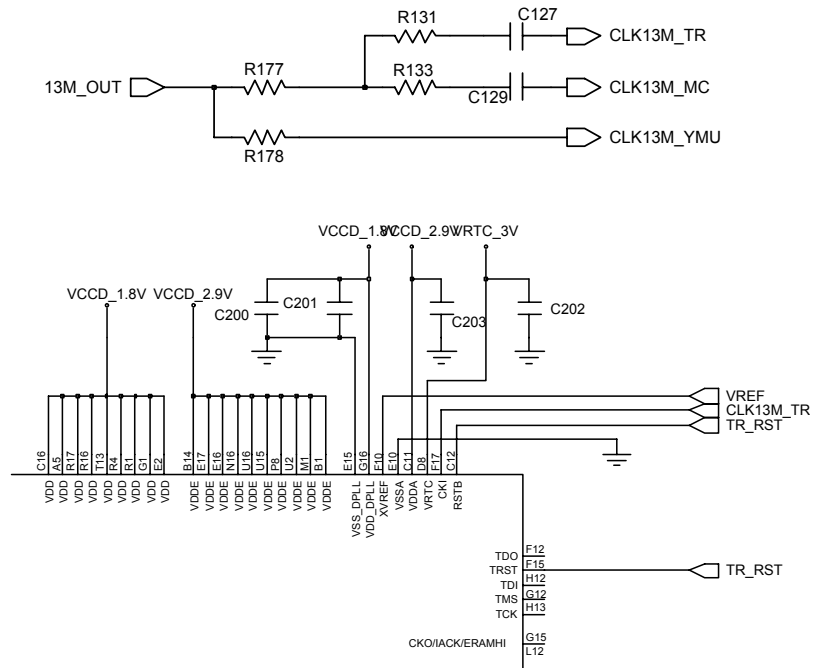 R131
C127
CLK13M_TR
13M_OUT
R177
R133
C129
CLK13M_MC
R178
CLK13M_YMU
VCCD_1.8V
VCCD_2.9V
VRTC_3V
VCCD_1.8V
VCCD_2.9V
C200
C201
C203
C202
VREF
CLK13M_TR
TR_RST
C16
A5
R17
R16
T13
R4
R1
G1
E2
B14
E17
E16
N16
U16
U15
P8
U2
M1
B1
E15
G16
F10
E10
C11
D8
F17
C12
VDD
VDD
VDD
VDD
VDD
VDD
VDD
VDD
VDD
VDDE
VDDE
VDDE
VDDE
VDDE
VDDE
VDDE
VDDE
VDDE
VDDE
VSS_DPLL
VDD_DPLL
XVREF
VSSA
VDDA
VRTC
CKI
RSTB
TDO F12
TRST F15 TR_RST
TDI H12
TMS G12
TCK H13
CKO/IACK/ERAMHI G15
L12